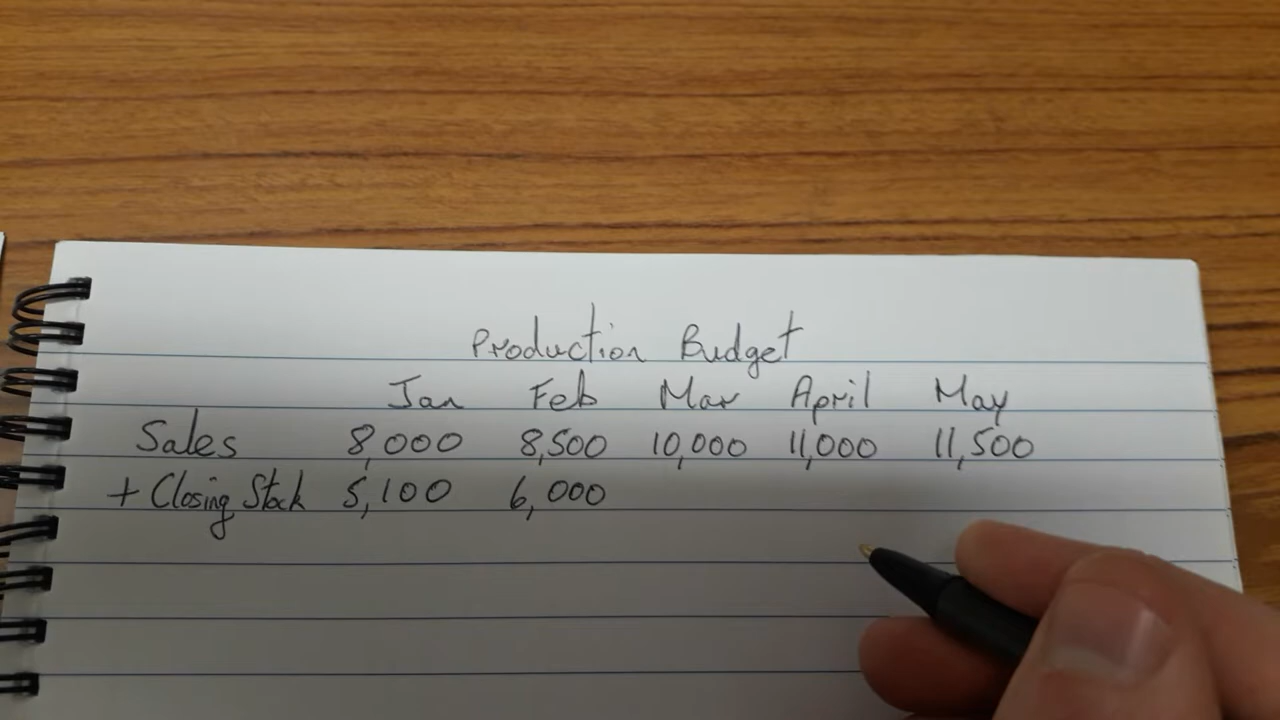 Production Budget
Jan Feb Mar April May
Sales 8,000 8,500 10,000 11,000 11,500
+ Closing Stock 5,100 6,000